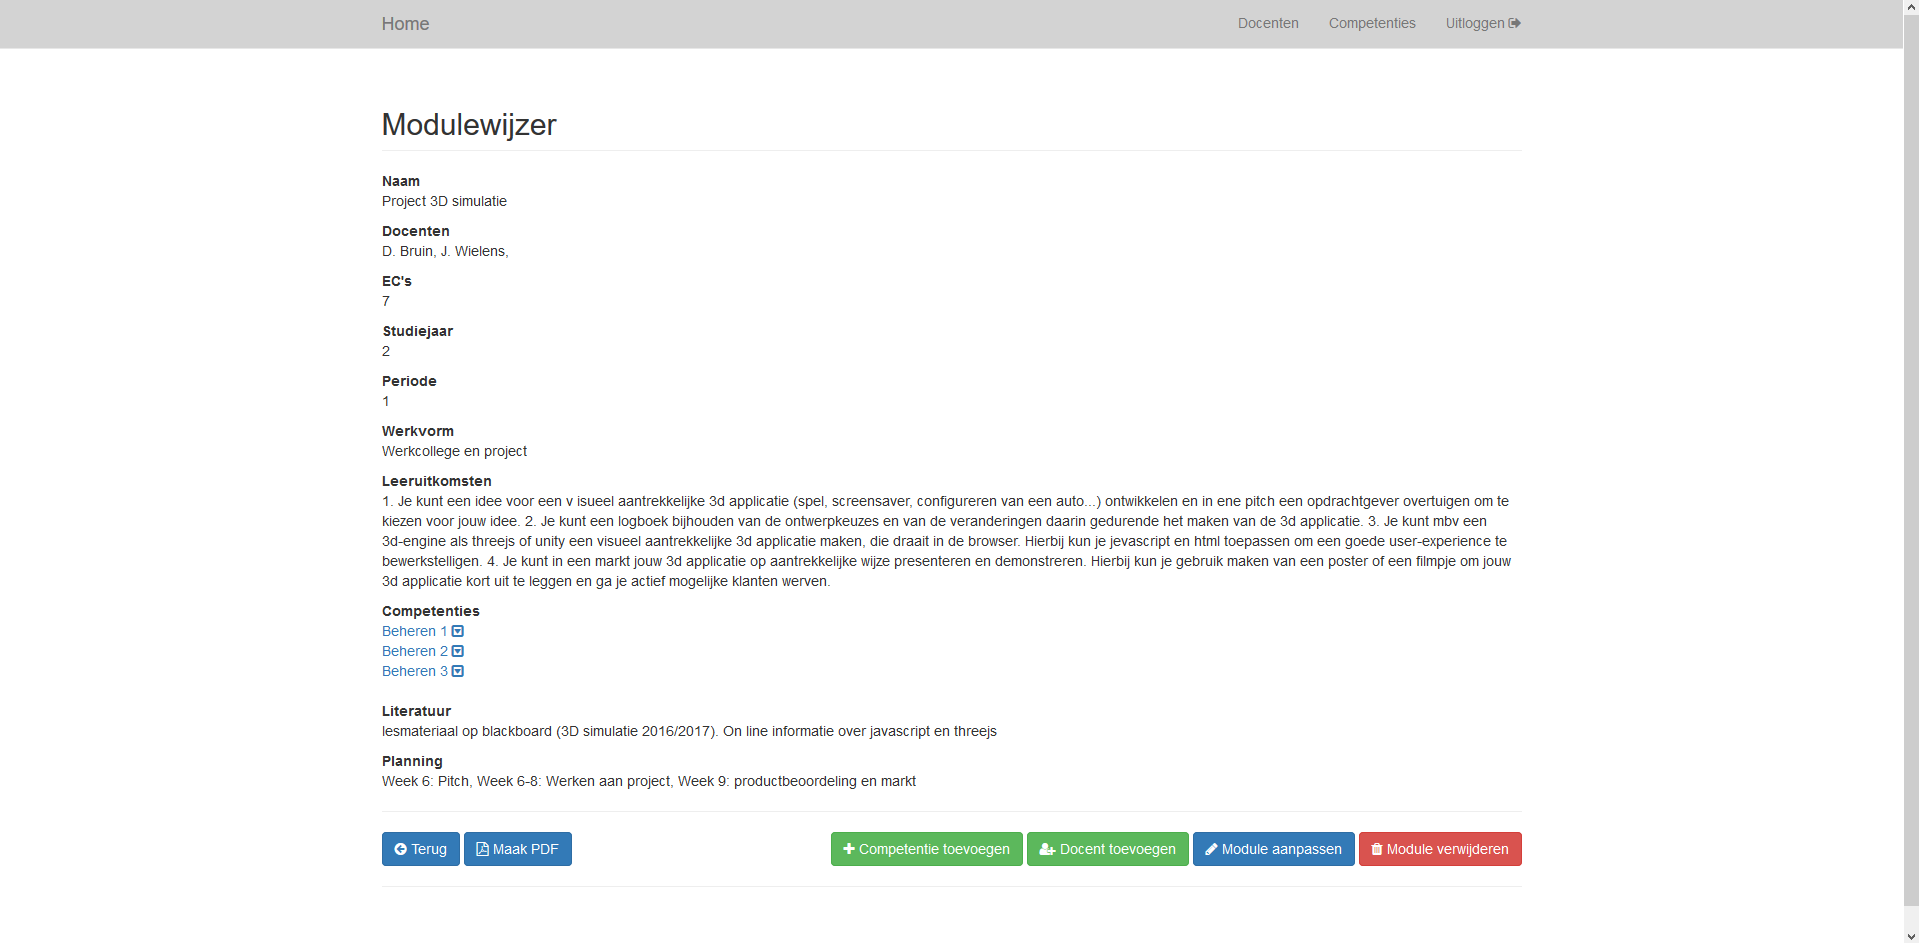 Home
Docenten
Competenties
Uitloggen
Modulewijzer
Naam
Project 3D simulatie
Docenten
D. Bruin, J. Wielens,
EC's
7
Studiejaar
2
Periode
1
Werkvorm
Werkcollege en project
Leeruitkomsten
1. Je kunt een idee voor een v isueel aantrekkelijke 3d applicatie (spel, screensaver, configureren van een auto...) ontwikkelen en in ene pitch een opdrachtgever overtuigen om te
kiezen voor jouw idee. 2. Je kunt een logboek bijhouden van de ontwerpkeuzes en van de veranderingen daarin gedurende het maken van de 3d applicatie. 3. Je kunt mbv een
3d-engine als threejs of unity een visueel aantrekkelijke 3d applicatie maken, die draait in de browser. Hierbij kun je jevascript en html toepassen om een goede user-experience te
bewerkstelligen. 4. Je kunt in een markt jouw 3d applicatie op aantrekkelijke wijze presenteren en demonstreren. Hierbij kun je gebruik maken van een poster of een filmpje om jouw
3d applicatie kort uit te leggen en ga je actief mogelijke klanten werven.
Competenties
Beheren 1
Beheren 2
Beheren 3
Literatuur
lesmateriaal op blackboard (3D simulatie 2016/2017). On line informatie over javascript en threejs
Planning
Week 6: Pitch, Week 6-8: Werken aan project, Week 9: productbeoordeling en markt
Terug
Maak PDF
Competentie toevoegen
Docent toevoegen
Module aanpassen
Module verwijderen